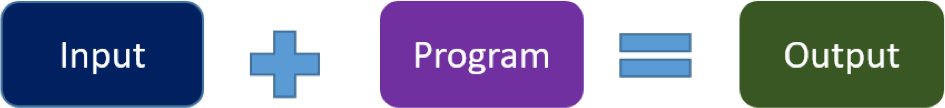 Input + Program = Output